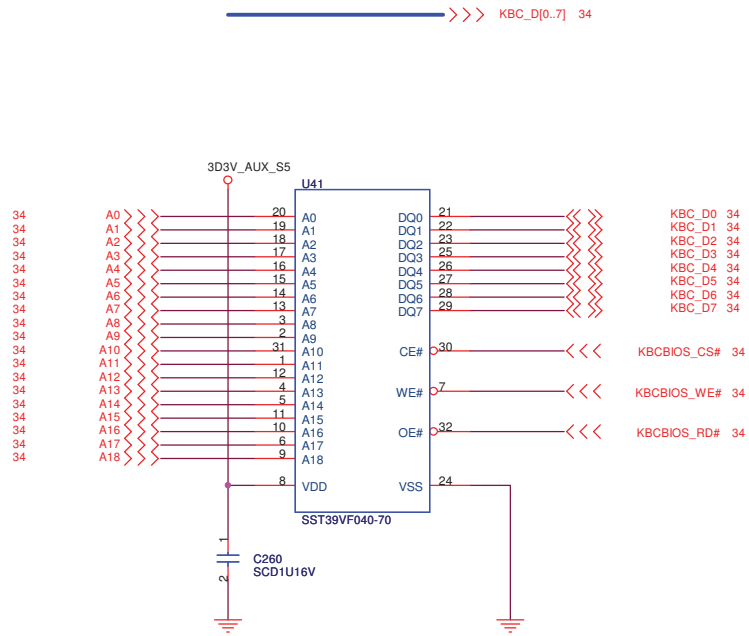 KBC_D[0..7] 34
3D3V_AUX_S5
U41
34 A0 20 A0 DQ0 21 KBC_D0 34
34 A1 19 A1 DQ1 22 KBC_D1 34
34 A2 18 A2 DQ2 23 KBC_D2 34
34 A3 17 A3 DQ3 25 KBC_D3 34
34 A4 16 A4 DQ4 26 KBC_D4 34
34 A5 15 A5 DQ5 27 KBC_D5 34
34 A6 14 A6 DQ6 28 KBC_D6 34
34 A7 13 A7 DQ7 29 KBC_D7 34
34 A8 3 A8
34 A9 2 A9
34 A10 31 A10 CE# 30 KBCBIOS_CS# 34
34 A11 1 A11
34 A12 12 A12
34 A13 4 A13 WE# 7 KBCBIOS_WE# 34
34 A14 5 A14
34 A15 11 A15
34 A16 10 A16 OE# 32 KBCBIOS_RD# 34
34 A17 6 A17
34 A18 9 A18
8 VDD VSS 24
SST39VF040-70
1
C260
SCD1U16V
2